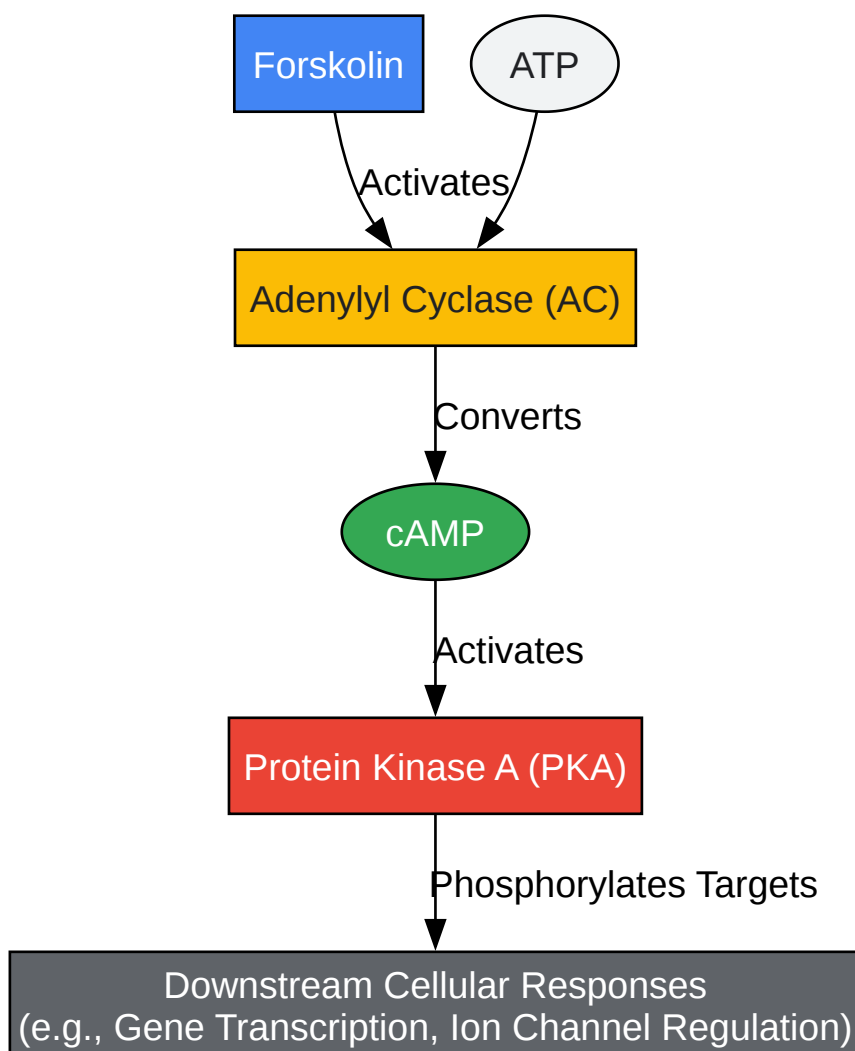 Forskolin
ATP
Activates
Adenylyl Cyclase (AC)
Converts
cAMP
Activates
Protein Kinase A (PKA)
Phosphorylates Targets
Downstream Cellular Responses
(e.g., Gene Transcription, Ion Channel Regulation)